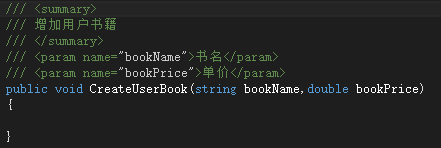 /// <summary>
/// 增加用户书籍
/// </summary>
/// <param name="bookName">书名</param>
/// <param name="bookPrice">单价</param>
public void CreateUserBook(string bookName,double bookPrice)
{
}